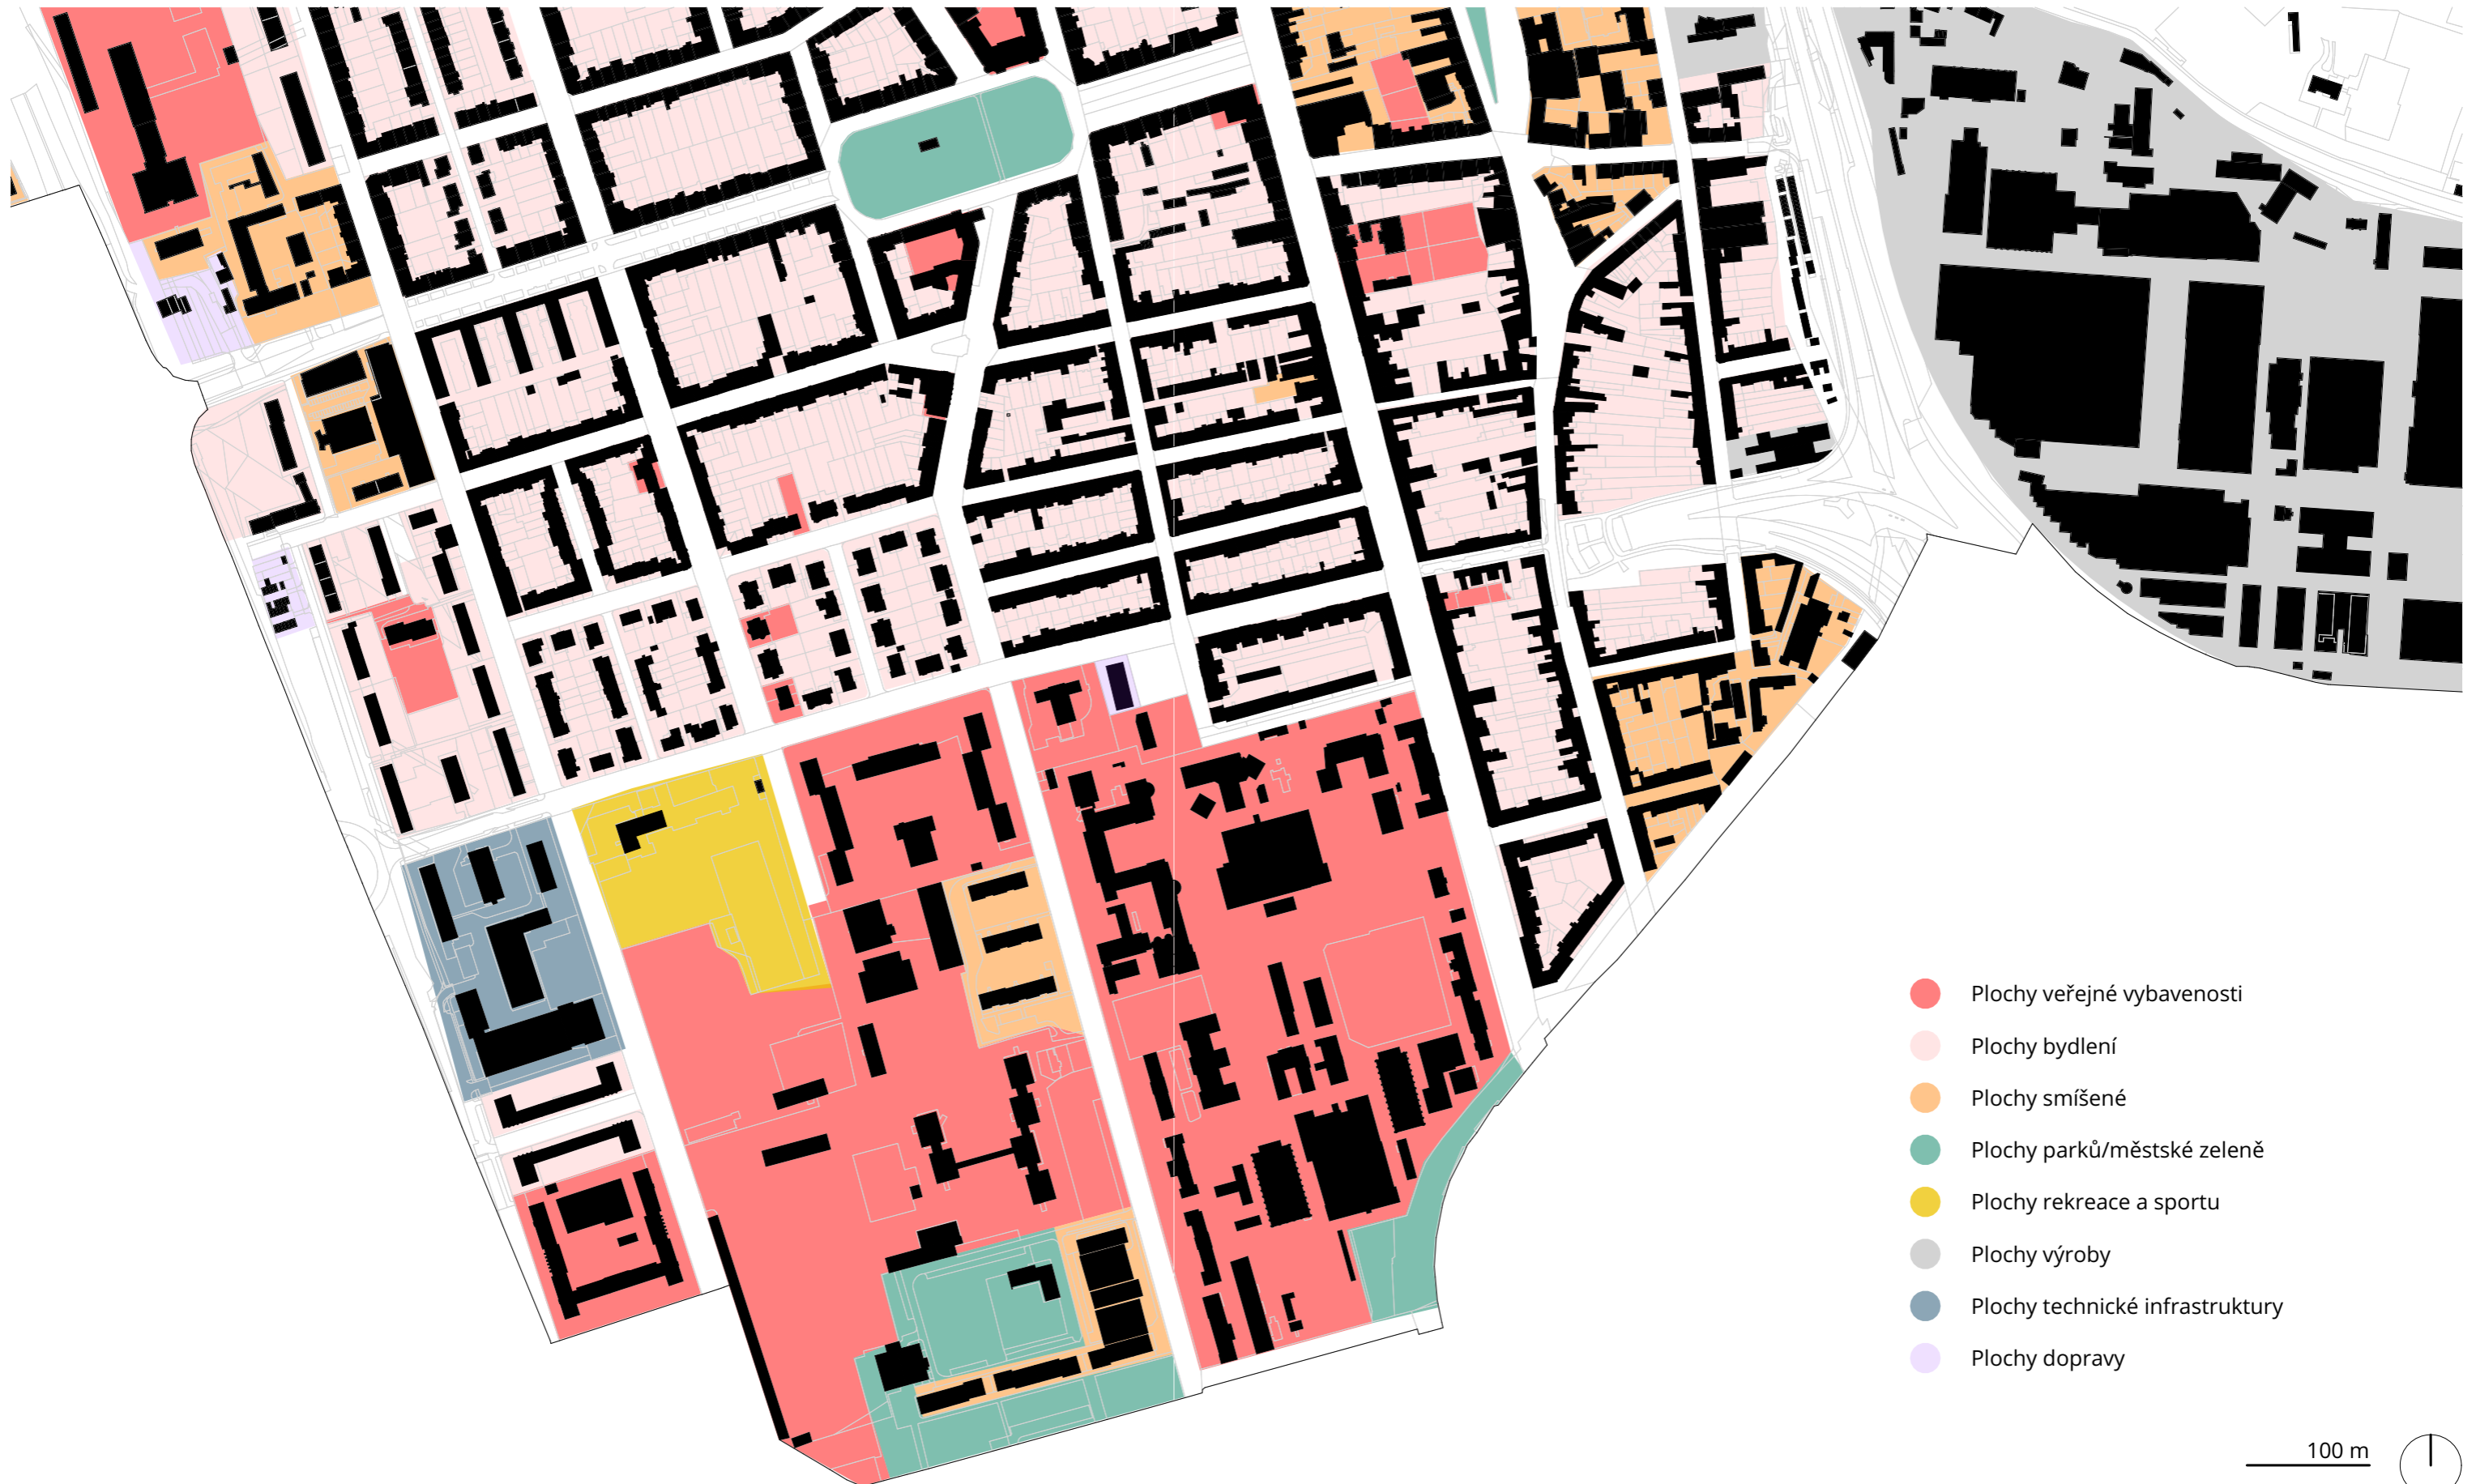 Plochy veřejné vybavenosti
Plochy bydlení
Plochy smíšené
Plochy parků/městské zeleně
Plochy rekreace a sportu
Plochy výroby
Plochy technické infrastruktury
Plochy dopravy
100 m